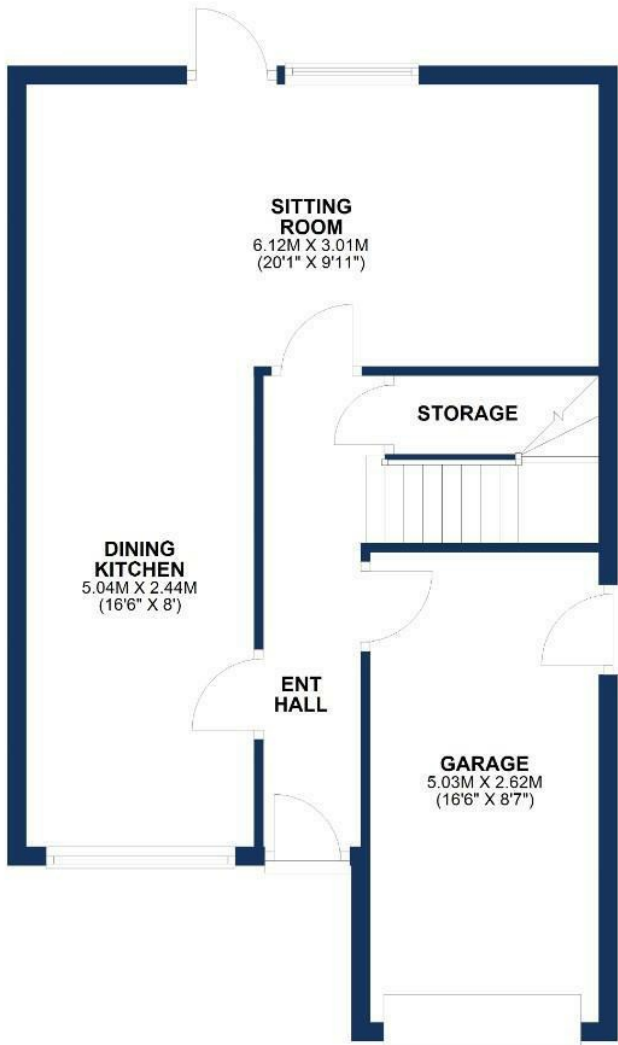 SITTING
ROOM
6.12M X 3.01M
(20'1" X 9'11")
STORAGE
DINING
KITCHEN
5.04M X 2.44M
(16'6" X 8')
ENT
HALL
GARAGE
5.03M X 2.62M
(16'6" X 8'7")